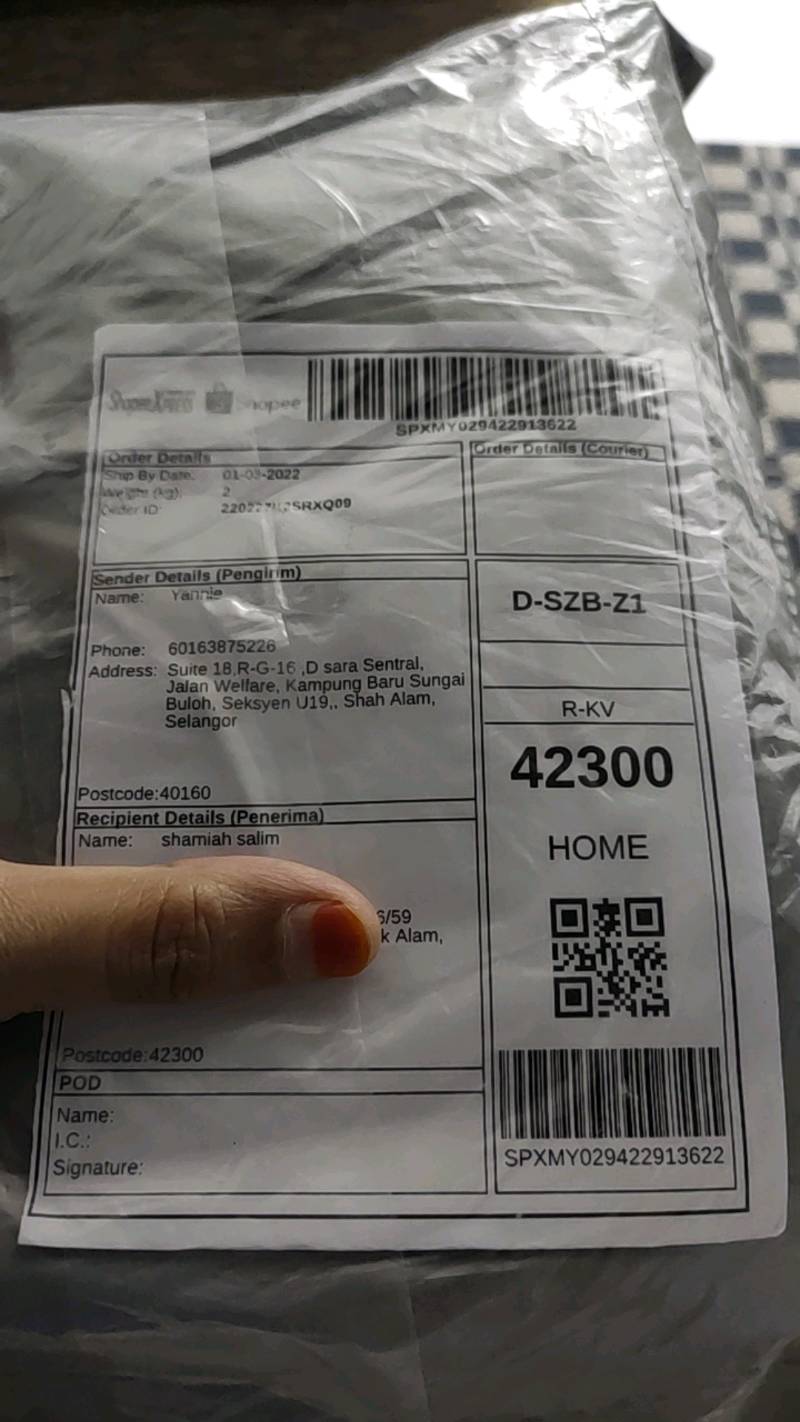 ShopeeXpress Shopee
SPXMY029422913622
Order Details
Ship By Date: 01-03-2022
Weight (kg): 2
Order ID:
Order Details (Courier)
Sender Details (Pengirim)
Name: Yannie
Phone: 60163875226
Address: Suite 18,R-G-16 ,D sara Sentral,
Jalan Welfare, Kampung Baru Sungai
Buloh, Seksyen U19,, Shah Alam,
Selangor
Postcode:40160
D-SZB-Z1
R-KV
42300
HOME
Recipient Details (Penerima)
Name: shamiah salim
6/59
k Alam,
Postcode:42300
POD
Name:
I.C.:
Signature:
SPXMY029422913622